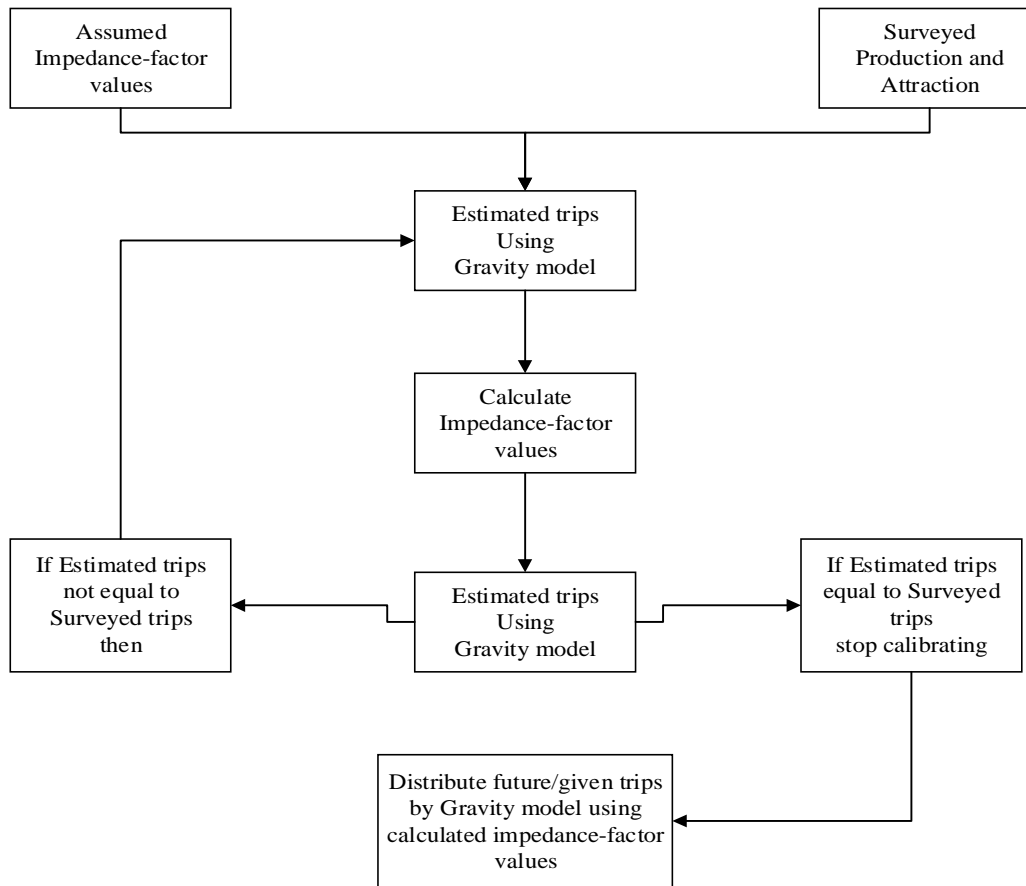 Assumed
Impedance-factor
values
Surveyed
Production and
Attraction
Estimated trips
Using
Gravity model
Calculate
Impedance-factor
values
If Estimated trips
not equal to
Surveyed trips
then
Estimated trips
Using
Gravity model
If Estimated trips
equal to Surveyed
trips
stop calibrating
Distribute future/given trips
by Gravity model using
calculated impedance-factor
values